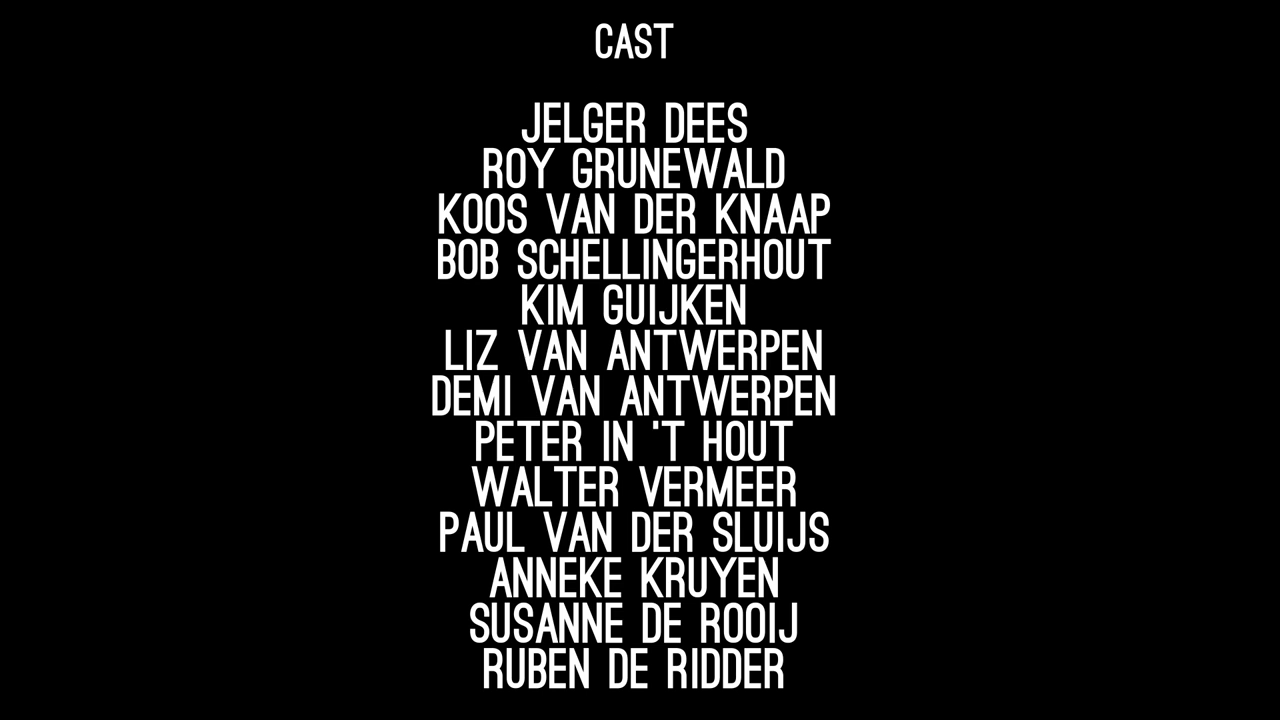 CAST
JELGER DEES
ROY GRUNEWALD
KOOS VAN DER KNAAP
BOB SCHELLINGERHOUT
KIM GUIJKEN
LIZ VAN ANTWERPEN
DEMI VAN ANTWERPEN
PETER IN 'T HOUT
WALTER VERMEER
PAUL VAN DER SLUIJS
ANNEKE KRUYEN
SUSANNE DE ROOIJ
RUBEN DE RIDDER